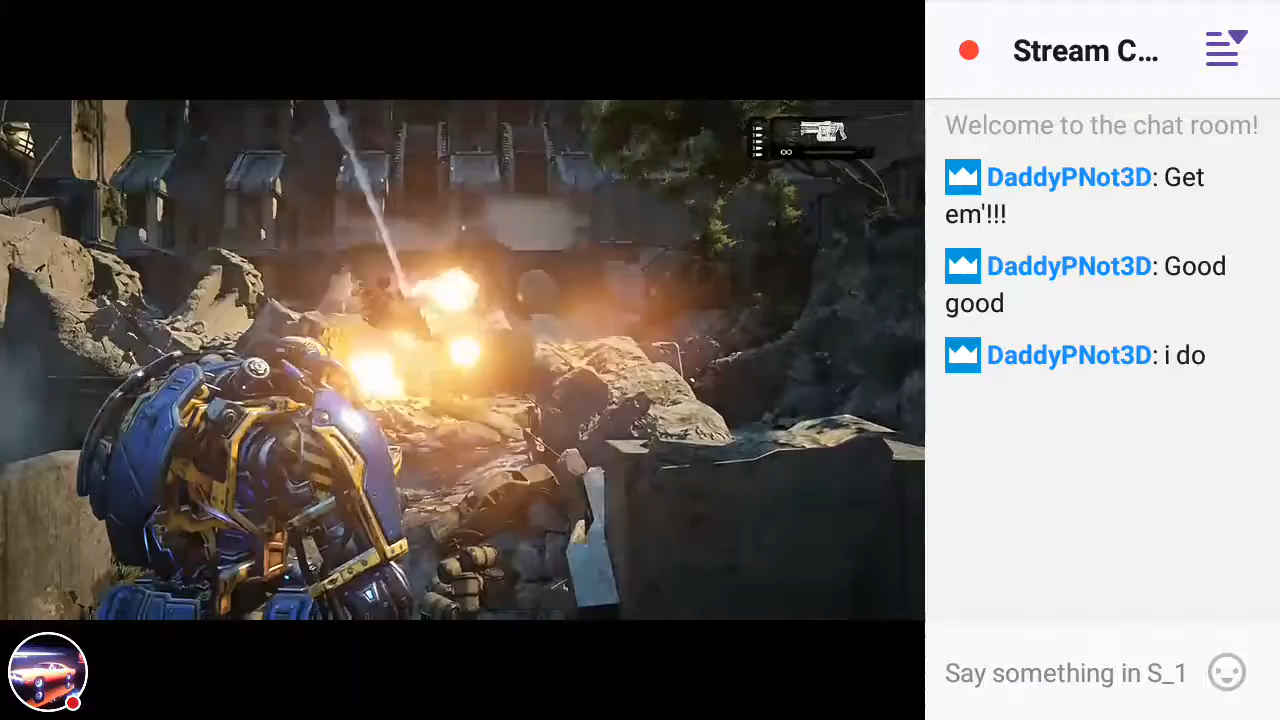 Stream C...
Welcome to the chat room!
DaddyPNot3D: Get
em'!!!
DaddyPNot3D: Good
good
DaddyPNot3D: i do
Say something in S_1
∞